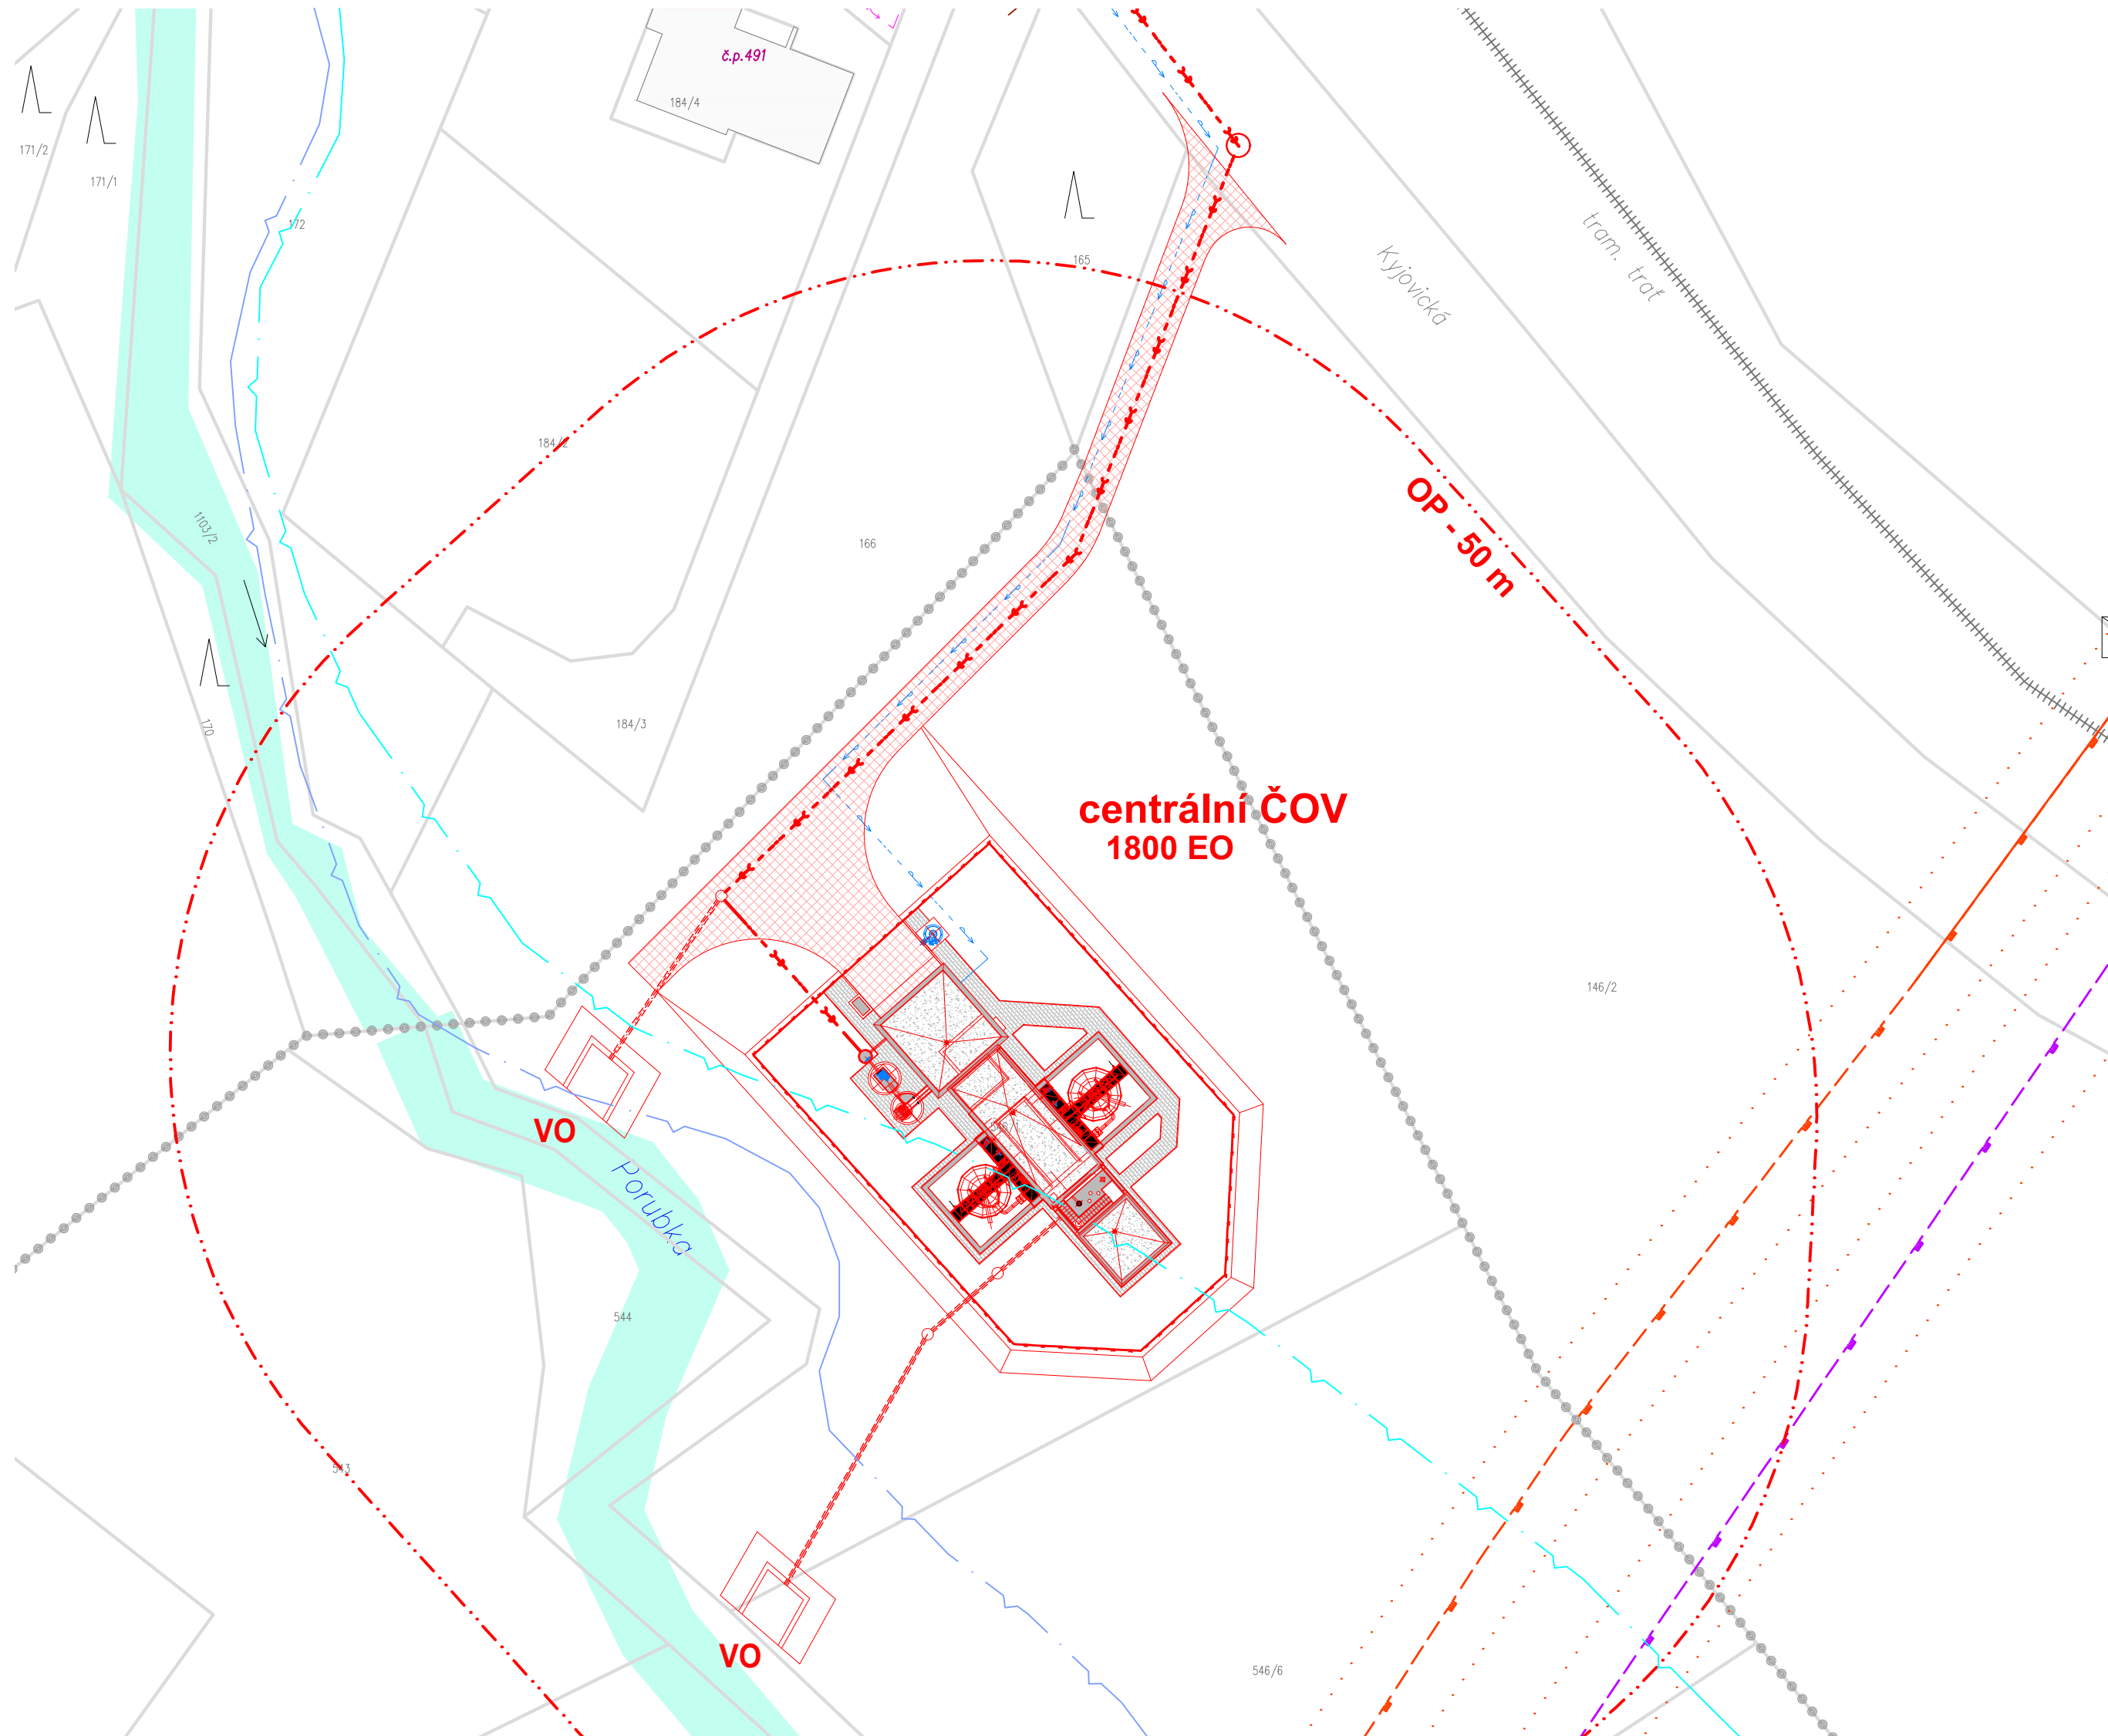 č.p.491
184/4
171/2
171/1
172
165
Kyjovická
tram. trať
184/2
OP - 50 m
1103/2
166
170
184/3
centrální ČOV
1800 EO
146/2
VO
Porubka
544
543
VO
546/6